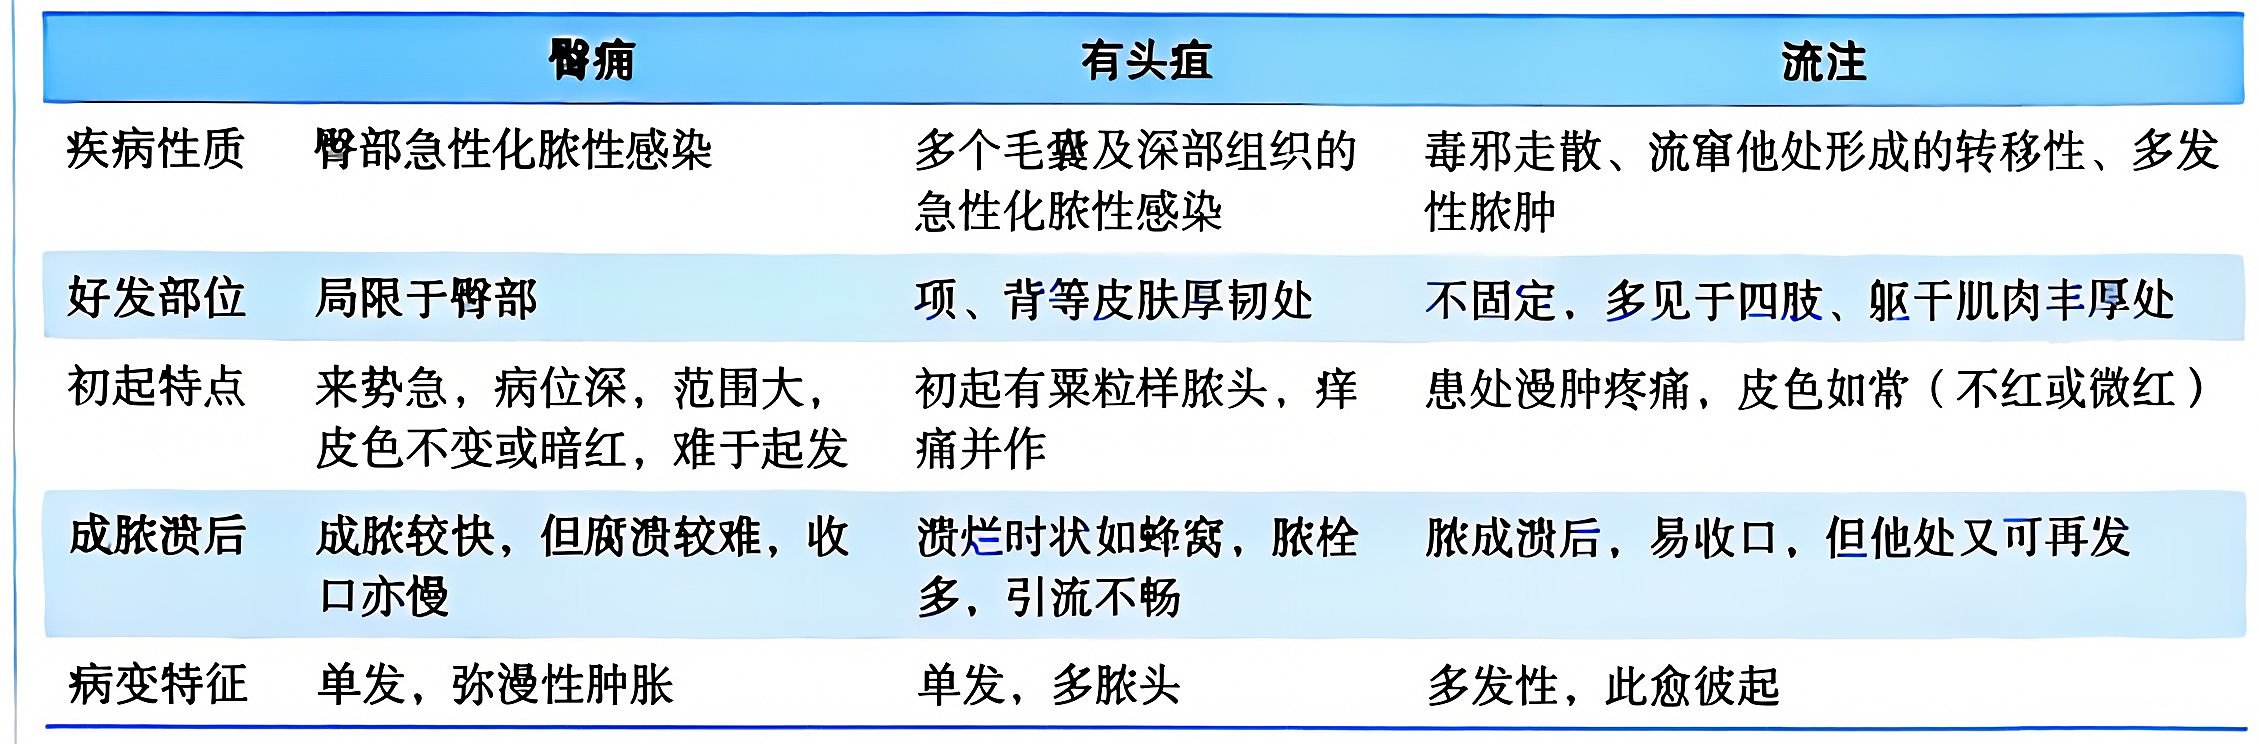 臀痈 有头疽 流注
疾病性质 臀部急性化脓性感染 多个毛囊及深部组织的 毒邪走散、流窜他处形成的转移性、多发
急性化脓性感染 性脓肿
好发部位 局限于臀部 项、背等皮肤厚韧处 不固定，多见于四肢、躯干肌肉丰厚处
初起特点 来势急，病位深，范围大， 初起有粟粒样脓头，痒 患处漫肿疼痛，皮色如常（不红或微红）
皮色不变或暗红，难于起发 痛并作
成脓溃后 成脓较快，但腐溃较难，收 溃烂时状如蜂窝，脓栓 脓成溃后，易收口，但他处又可再发
口亦慢 多，引流不畅
病变特征 单发，弥漫性肿胀 单发，多脓头 多发性，此愈彼起